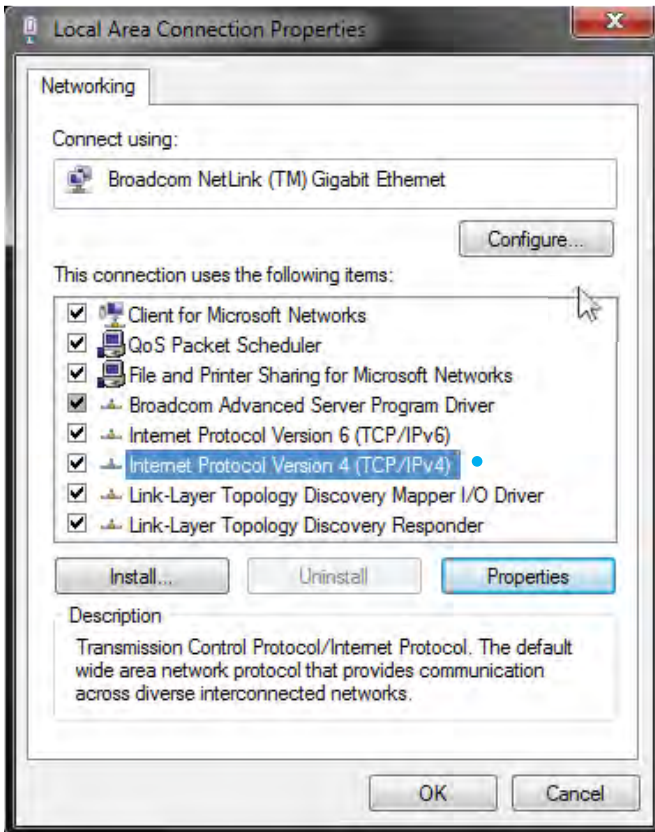 Local Area Connection Properties
Networking
Connect using:
Broadcom NetLink (TM) Gigabit Ethernet
Configure...
This connection uses the following items:
Client for Microsoft Networks
QoS Packet Scheduler
File and Printer Sharing for Microsoft Networks
Broadcom Advanced Server Program Driver
Internet Protocol Version 6 (TCP/IPv6)
Internet Protocol Version 4 (TCP/IPv4)
Link-Layer Topology Discovery Mapper I/O Driver
Link-Layer Topology Discovery Responder
Install... Uninstall Properties
Description
Transmission Control Protocol/Internet Protocol. The default
wide area network protocol that provides communication
across diverse interconnected networks.
OK Cancel